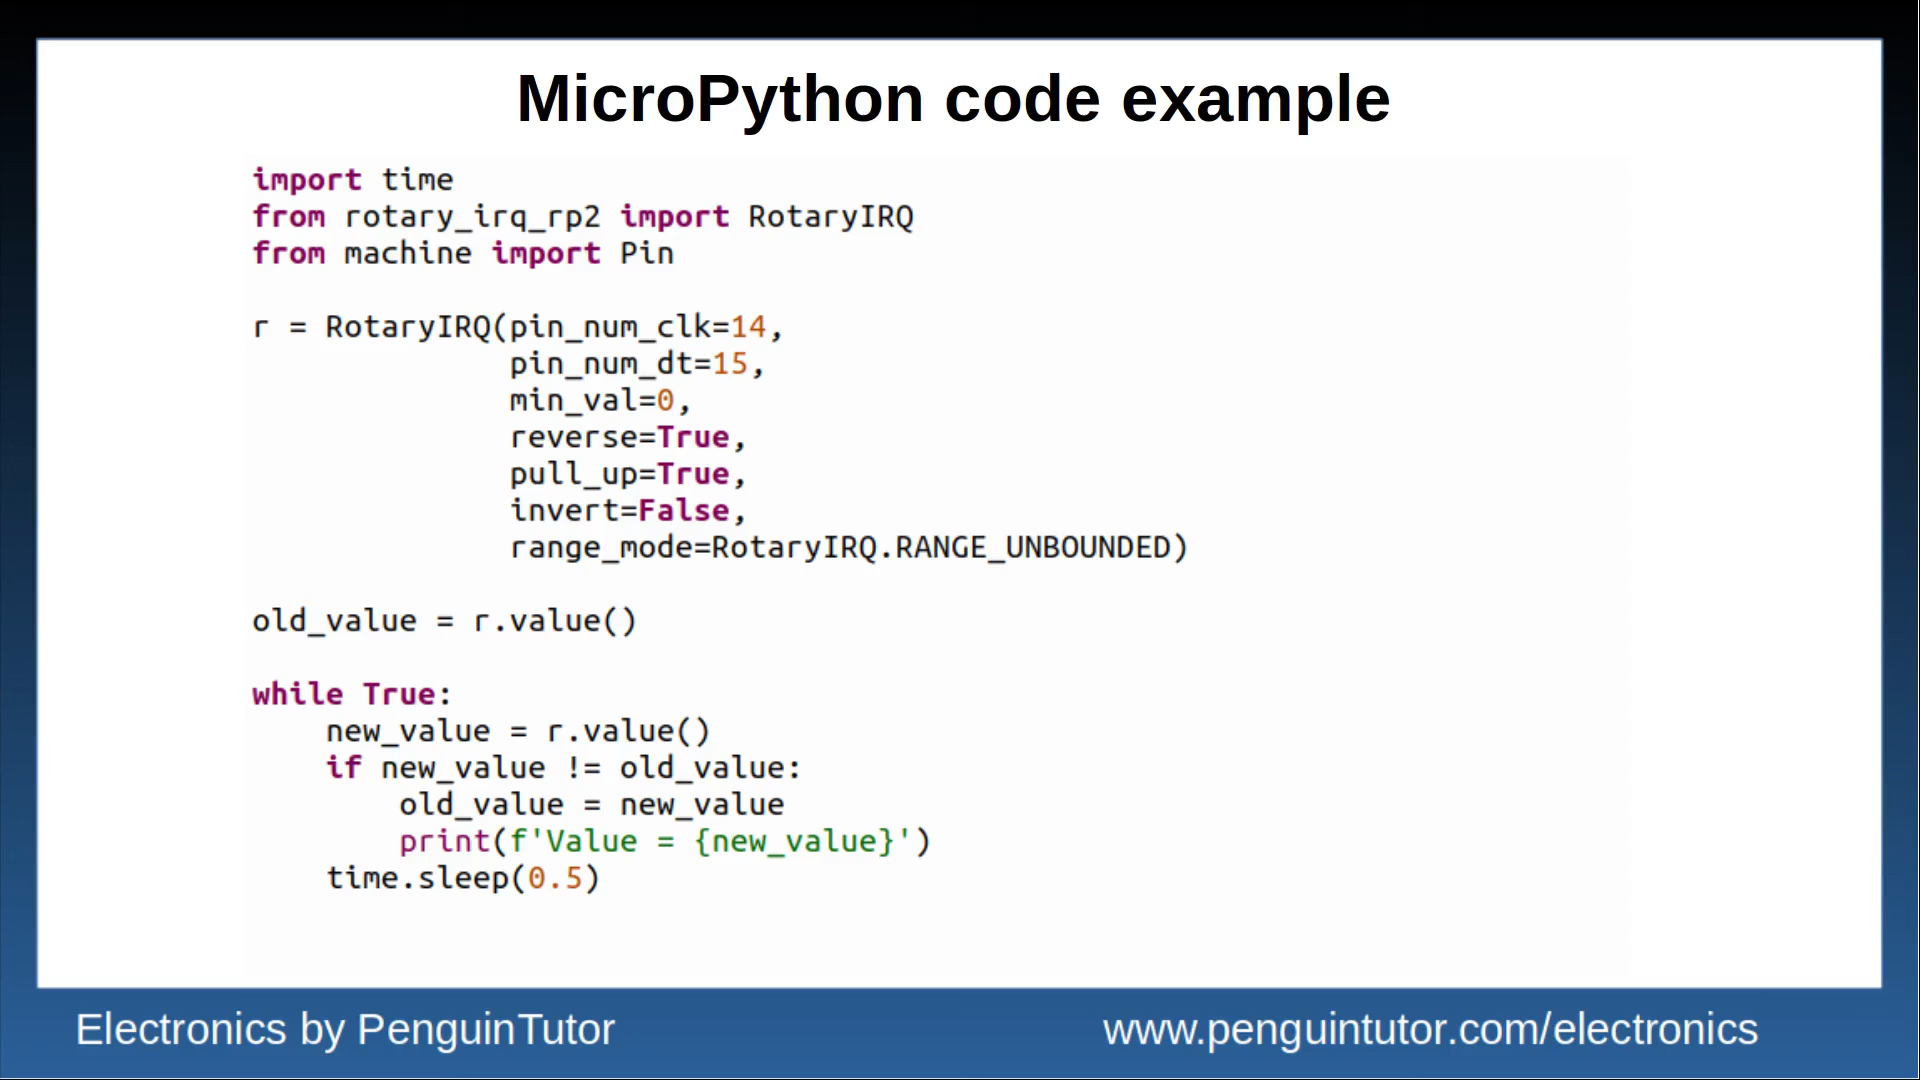 MicroPython code example
import time
from rotary_irq_rp2 import RotaryIRQ
from machine import Pin
r = RotaryIRQ(pin_num_clk=14,
              pin_num_dt=15,
              min_val=0,
              reverse=True,
              pull_up=True,
              invert=False,
              range_mode=RotaryIRQ.RANGE_UNBOUNDED)
old_value = r.value()
while True:
    new_value = r.value()
    if new_value != old_value:
        old_value = new_value
        print(f'Value = {new_value}')
    time.sleep(0.5)
Electronics by PenguinTutor
www.penguintutor.com/electronics